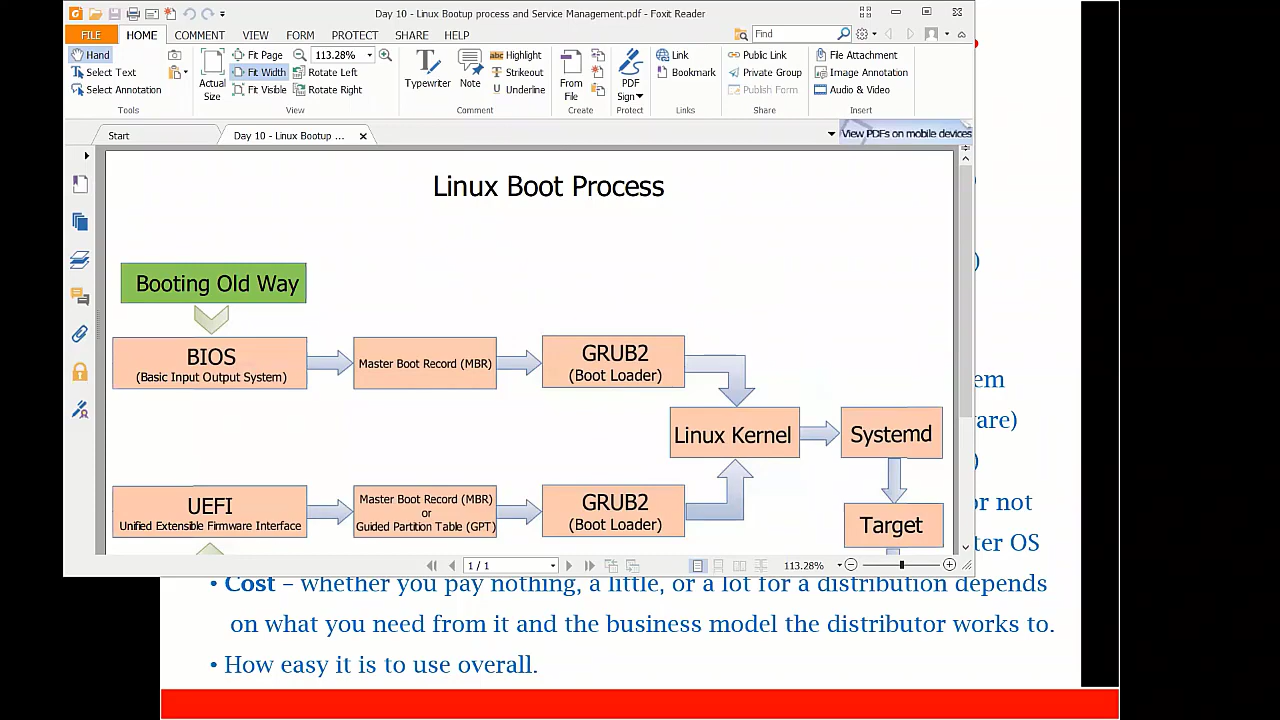 Day 10 - Linux Bootup process and Service Management.pdf - Foxit Reader
FILE HOME COMMENT VIEW FORM PROTECT SHARE HELP Find
Hand
Select Text
Select Annotation
Tools
Actual Size
Fit Page
Fit Width
Fit Visible
113.28%
Rotate Left
Rotate Right
View
Typewriter
Note
Highlight
Strikeout
Underline
Comment
From File
Create
PDF Sign
Protect
Link
Bookmark
Links
Public Link
Private Group
Publish Form
Share
File Attachment
Image Annotation
Audio & Video
Insert
Start
Day 10 - Linux Bootup ...
View PDFs on mobile devices
Linux Boot Process
Booting Old Way
BIOS
(Basic Input Output System)
Master Boot Record (MBR)
GRUB2
(Boot Loader)
Linux Kernel
Systemd
UEFI
Unified Extensible Firmware Interface
Master Boot Record (MBR)
or
Guided Partition Table (GPT)
GRUB2
(Boot Loader)
Target
1 / 1
113.28%
)
em
are)
)
or not
ter OS
• Cost – whether you pay nothing, a little, or a lot for a distribution depends
on what you need from it and the business model the distributor works to.
• How easy it is to use overall.